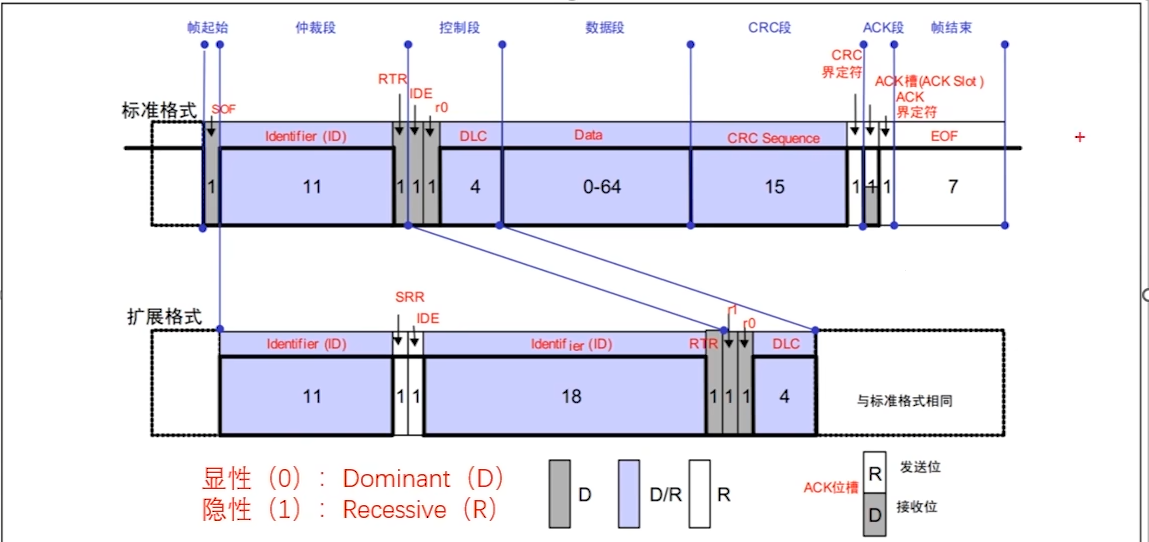 帧起始 仲裁段 控制段 数据段 CRC段 ACK段 帧结束
CRC
界定符
RTR
IDE
r0
ACK槽(ACK Slot)
ACK
界定符
标准格式
SOF
Identifier (ID) DLC Data CRC Sequence EOF
+
1 11 1 1 1 4 0-64 15 1 1 1 7
SRR
IDE
r1
r0
扩展格式
Identifier (ID) Identifier (ID) RTR DLC
11 1 1 18 1 1 1 4 与标准格式相同
显性（0）：Dominant（D）
隐性（1）：Recessive（R）
D D/R R
ACK位槽
R 发送位
D 接收位